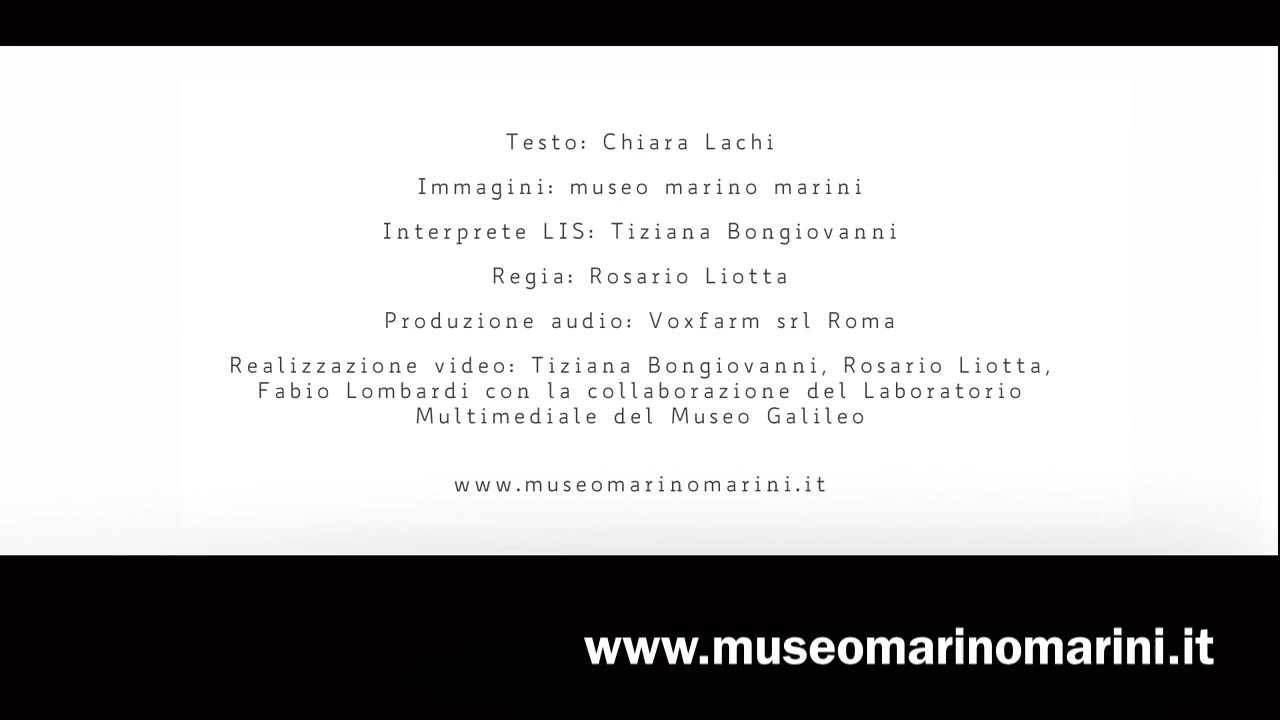 Testo: Chiara Lachi
Immagini: museo marino marini
Interprete LIS: Tiziana Bongiovanni
Regia: Rosario Liotta
Produzione audio: Voxfarm srl Roma
Realizzazione video: Tiziana Bongiovanni, Rosario Liotta,
Fabio Lombardi con la collaborazione del Laboratorio
Multimediale del Museo Galileo
www.museomarinomarini.it
www.museomarinomarini.it